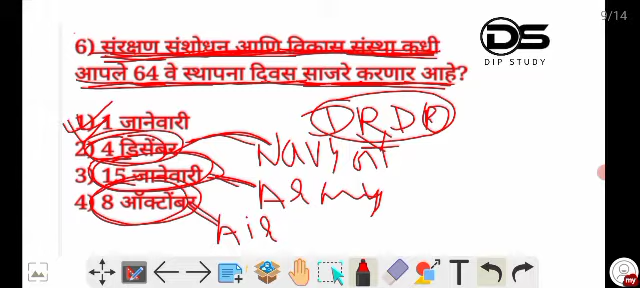 9/14
DS
DIP STUDY
6) संरक्षण संशोधन आणि विकास संस्था कधी
आपले 64 वे स्थापना दिवस साजरे करणार आहे?
DRDO
1) 1 जानेवारी
2) 4 डिसेंबर
Navy
3) 15 जानेवारी
Army
4) 8 ऑक्टोंबर
Air
T
my